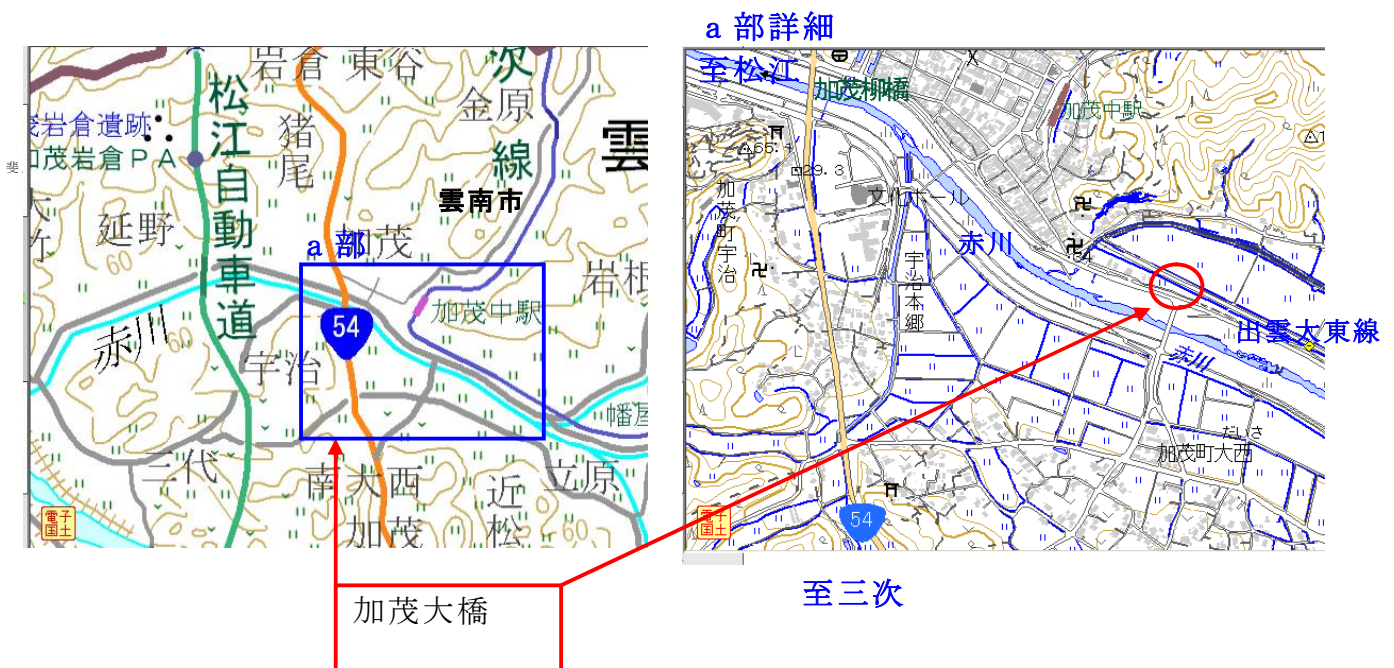 a 部詳細
岩倉 東谷
次
金原
線
雲
松江自動車道
猪尾
茂岩倉遺跡
加茂岩倉ＰＡ
斐
雲南市
延野
60
加茂
a 部
岩根
加茂中駅
54
赤川
60
宇治
幡屋
三代
南大西
加茂
近松
立原
60
電子国土
至松江
加茂柳橋
加茂中駅
65.4
29.3
加茂町宇治
文化ホール
赤川
宇治本郷
出雲大東線
赤川
だいさ
加茂町大西
54
電子国土
至三次
加茂大橋